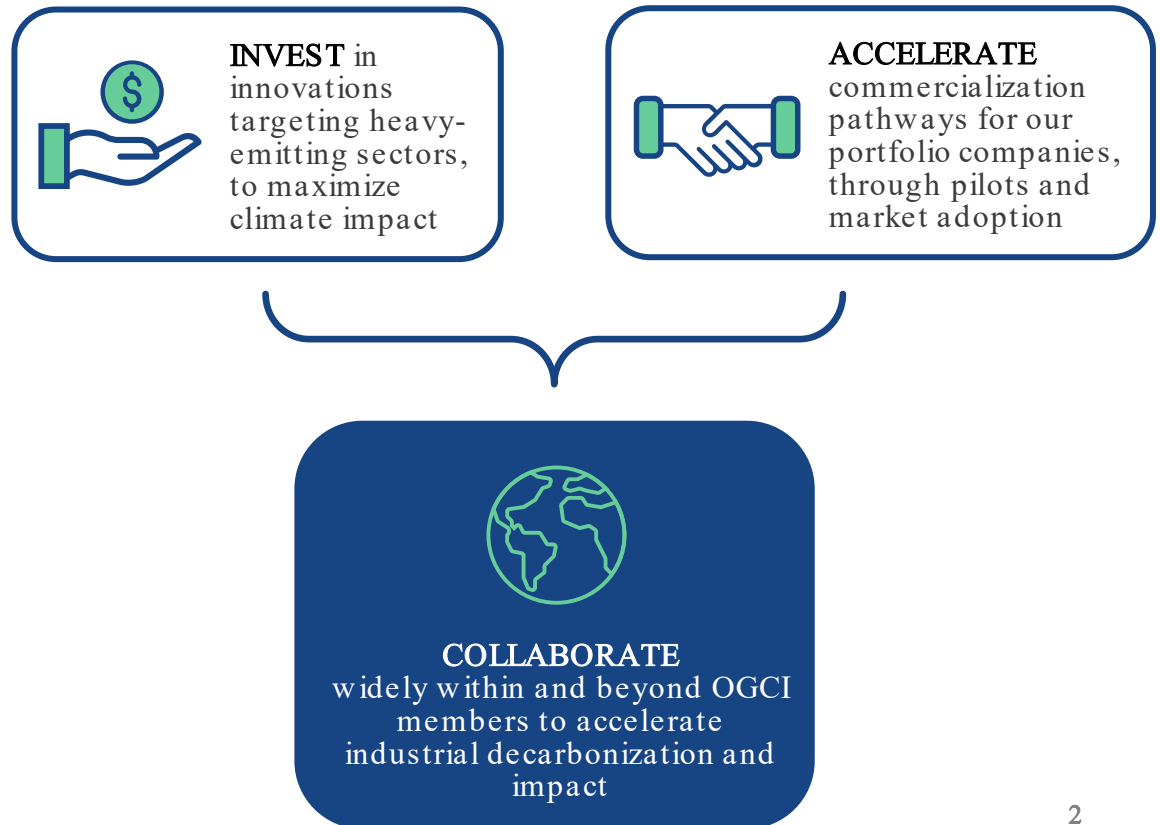 INVEST in
innovations
targeting heavy-
emitting sectors,
to maximize
climate impact
$
ACCELERATE
commercialization
pathways for our
portfolio companies,
through pilots and
market adoption
COLLABORATE
widely within and beyond OGCI
members to accelerate
industrial decarbonization and
impact
2